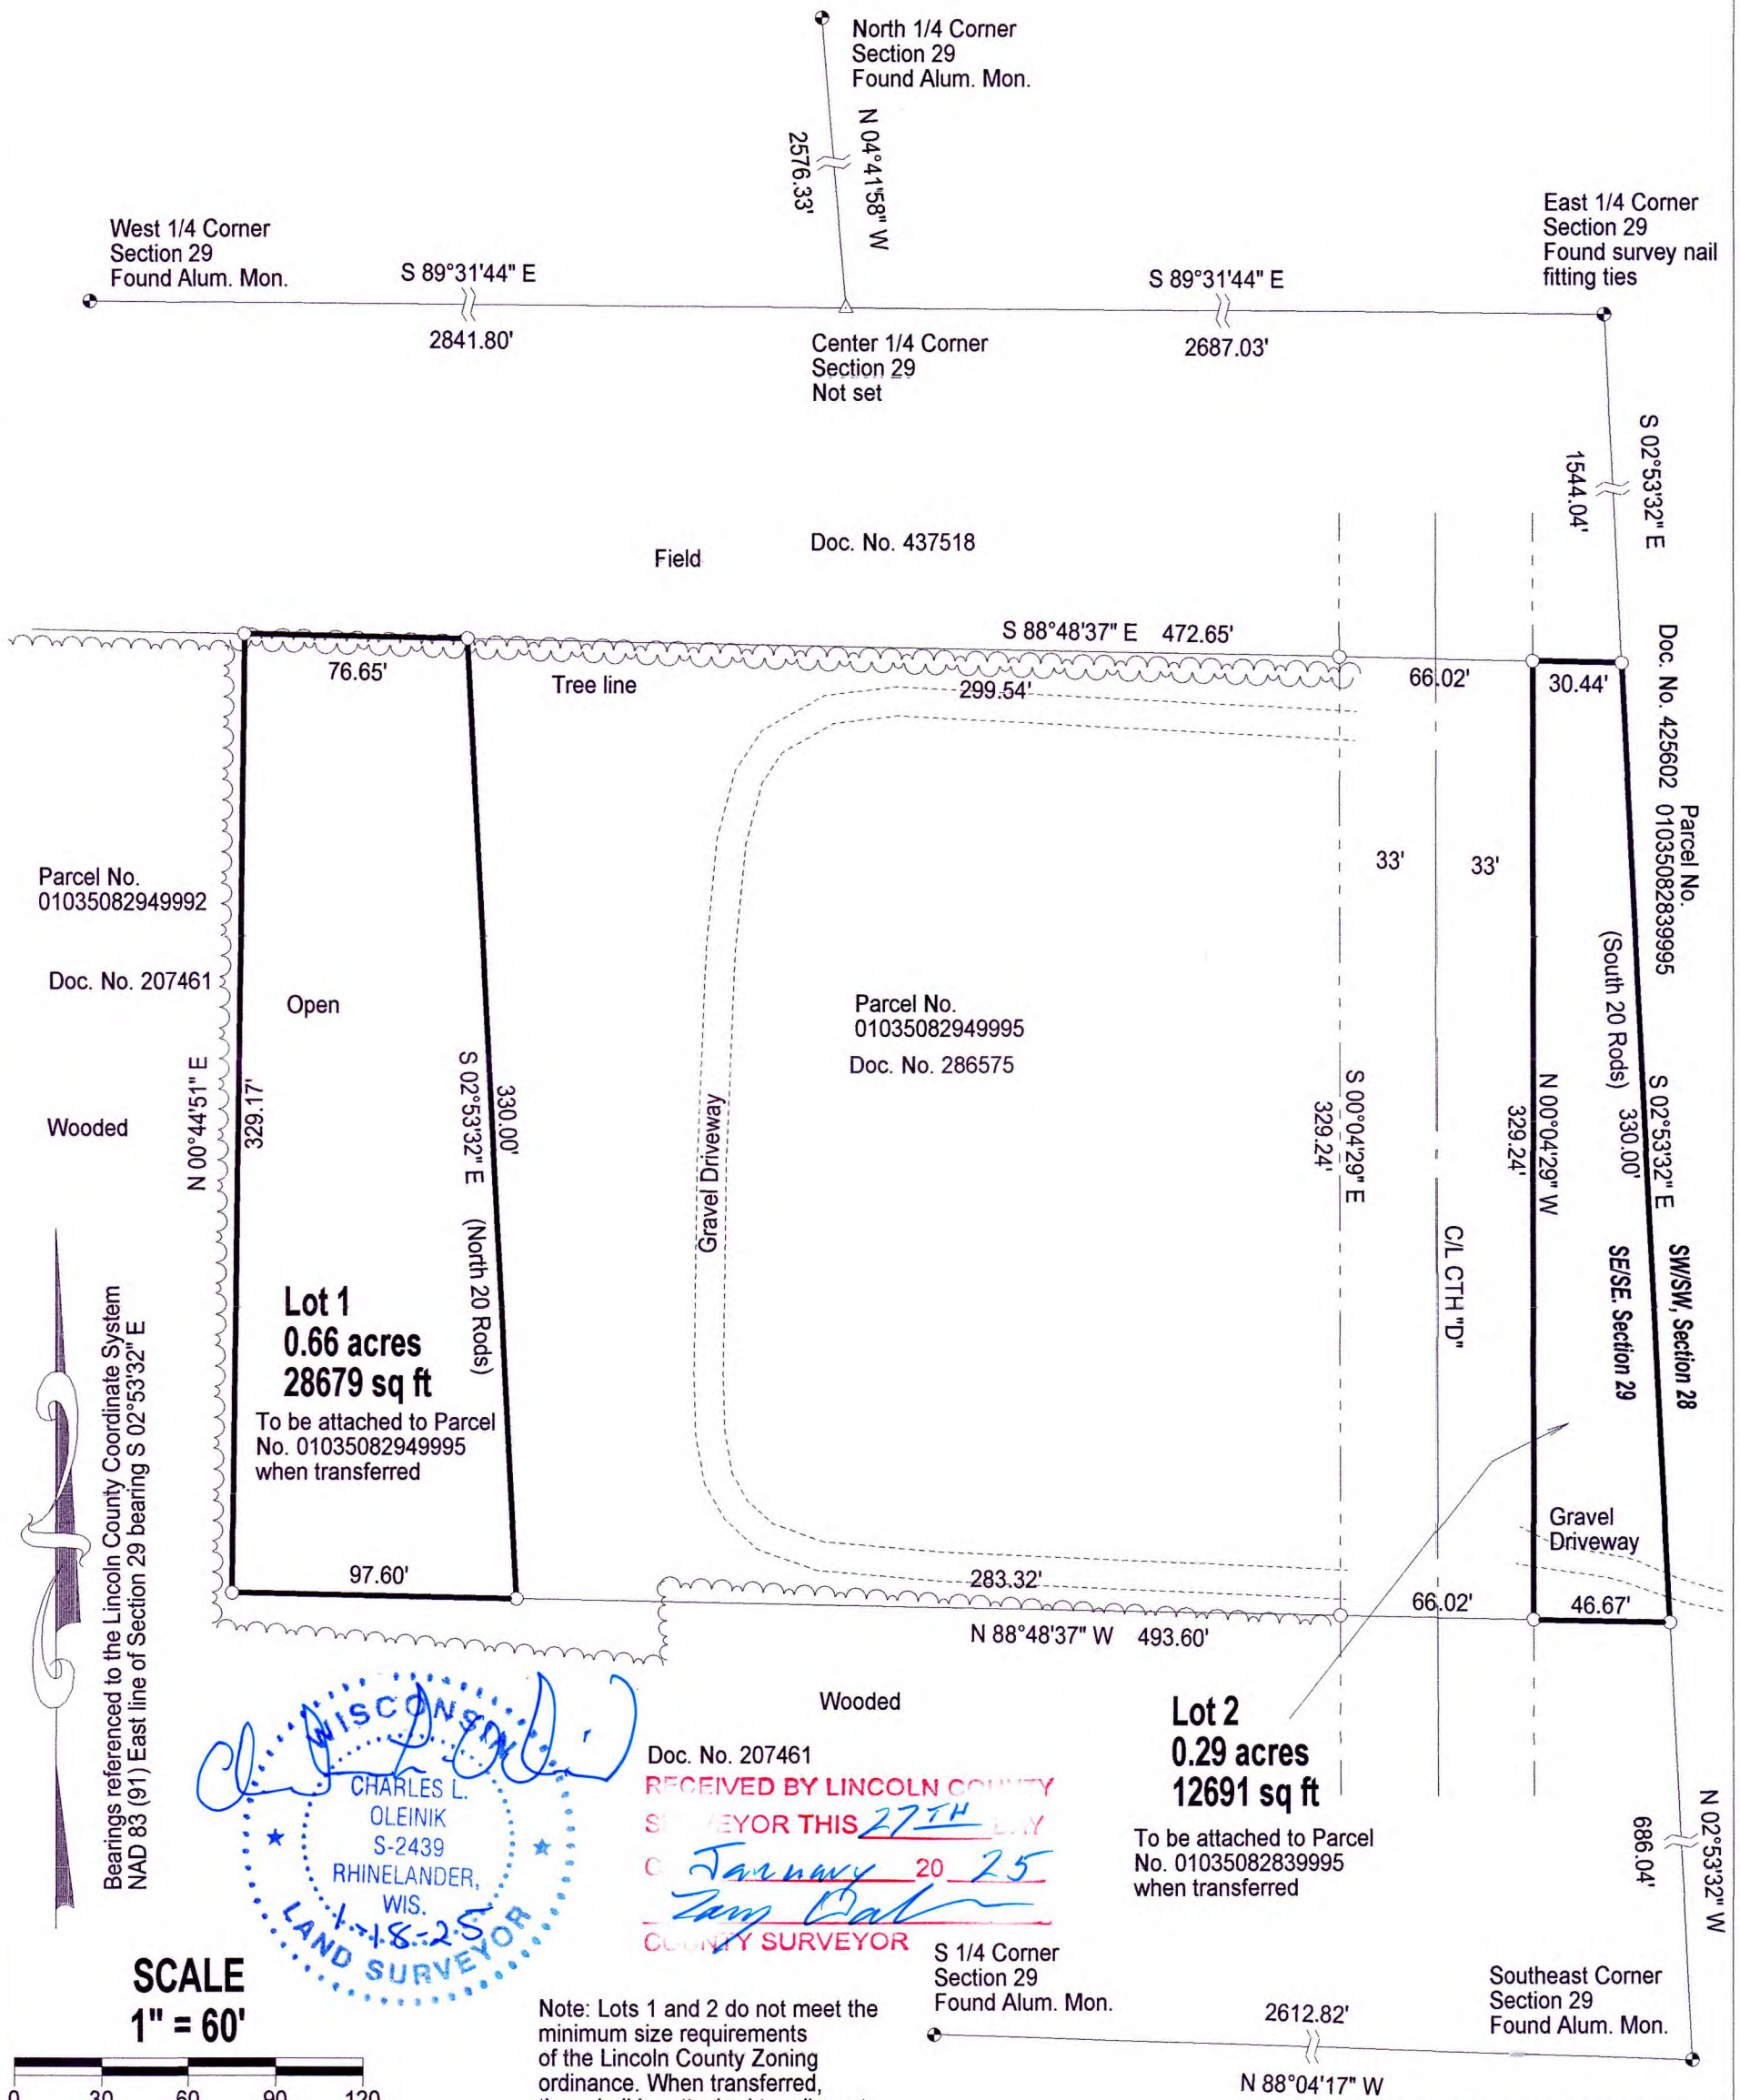 North 1/4 Corner
Section 29
Found Alum. Mon.
N 04°41'58" W
2576.33'
West 1/4 Corner
Section 29
Found Alum. Mon.
S 89°31'44" E
2841.80'
Center 1/4 Corner
Section 29
Not set
S 89°31'44" E
2687.03'
East 1/4 Corner
Section 29
Found survey nail
fitting ties
S 02°53'32" E
1544.04'
Field
Doc. No. 437518
S 88°48'37" E 472.65'
76.65'
Tree line
299.54'
66.02'
30.44'
Doc. No. 425602
Parcel No.
01035082839995
Parcel No.
01035082949992
Doc. No. 207461
Wooded
N 00°44'51" E
329.17'
Open
S 02°53'32" E (North 20 Rods)
330.00'
Gravel Driveway
Parcel No.
01035082949995
Doc. No. 286575
33'
33'
S 00°04'29" E
329.24'
C/L CTH "D"
N 00°04'29" W
329.24'
(South 20 Rods) 330.00'
S 02°53'32" E
SW/SW, Section 28
SE/SE. Section 29
Lot 1
0.66 acres
28679 sq ft
To be attached to Parcel
No. 01035082949995
when transferred
97.60'
283.32'
66.02'
46.67'
Gravel
Driveway
N 88°48'37" W 493.60'
Bearings referenced to the Lincoln County Coordinate System
NAD 83 (91) East line of Section 29 bearing S 02°53'32" E
Wooded
Doc. No. 207461
RECEIVED BY LINCOLN COUNTY
THIS 27TH
January 20 25
COUNTY SURVEYOR
WISCONSIN
CHARLES L.
OLEINIK
S-2439
RHINELANDER,
WIS.
1-18-25
LAND SURVEYOR
Lot 2
0.29 acres
12691 sq ft
To be attached to Parcel
No. 01035082839995
when transferred
N 02°53'32" W
686.04'
SCALE
1" = 60'
0 30 60 90 120
Note: Lots 1 and 2 do not meet the
minimum size requirements
of the Lincoln County Zoning
ordinance. When transferred,
S 1/4 Corner
Section 29
Found Alum. Mon.
2612.82'
N 88°04'17" W
Southeast Corner
Section 29
Found Alum. Mon.